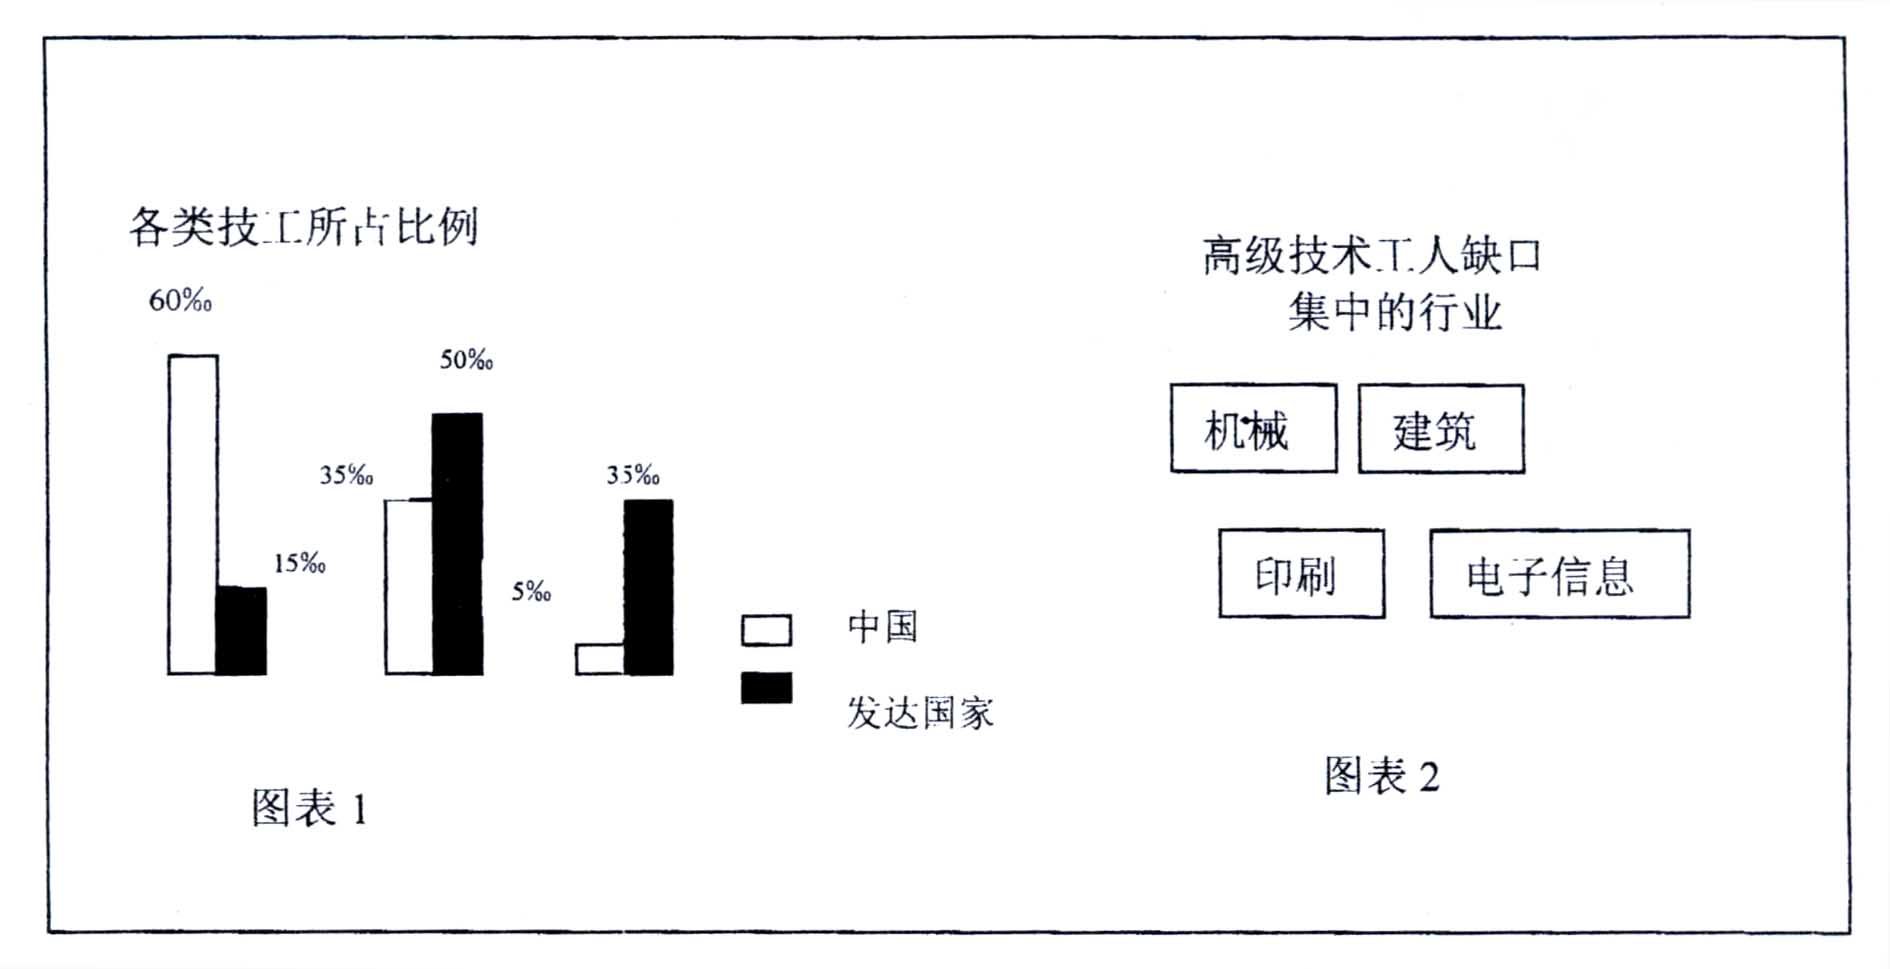 各类技工所占比例
60‰
15‰
35‰
50‰
5‰
35‰
中国
发达国家
图表 1
高级技术工人缺口
集中的行业
机械
建筑
印刷
电子信息
图表 2